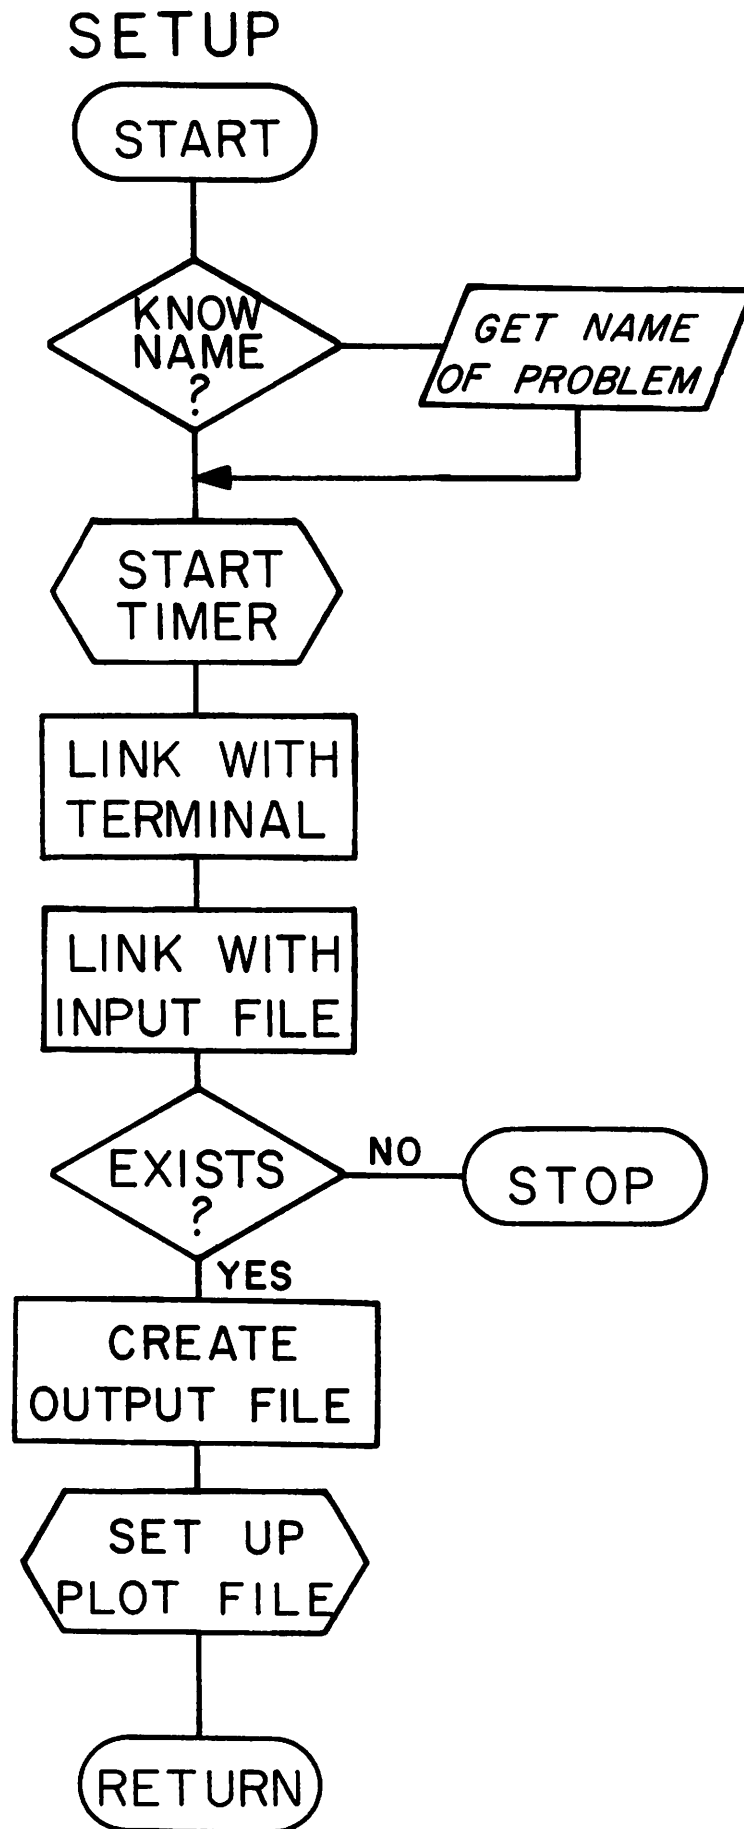 SETUP
START
KNOW
NAME
?
GET NAME
OF PROBLEM
START
TIMER
LINK WITH
TERMINAL
LINK WITH
INPUT FILE
EXISTS
?
NO
STOP
YES
CREATE
OUTPUT FILE
SET UP
PLOT FILE
RETURN